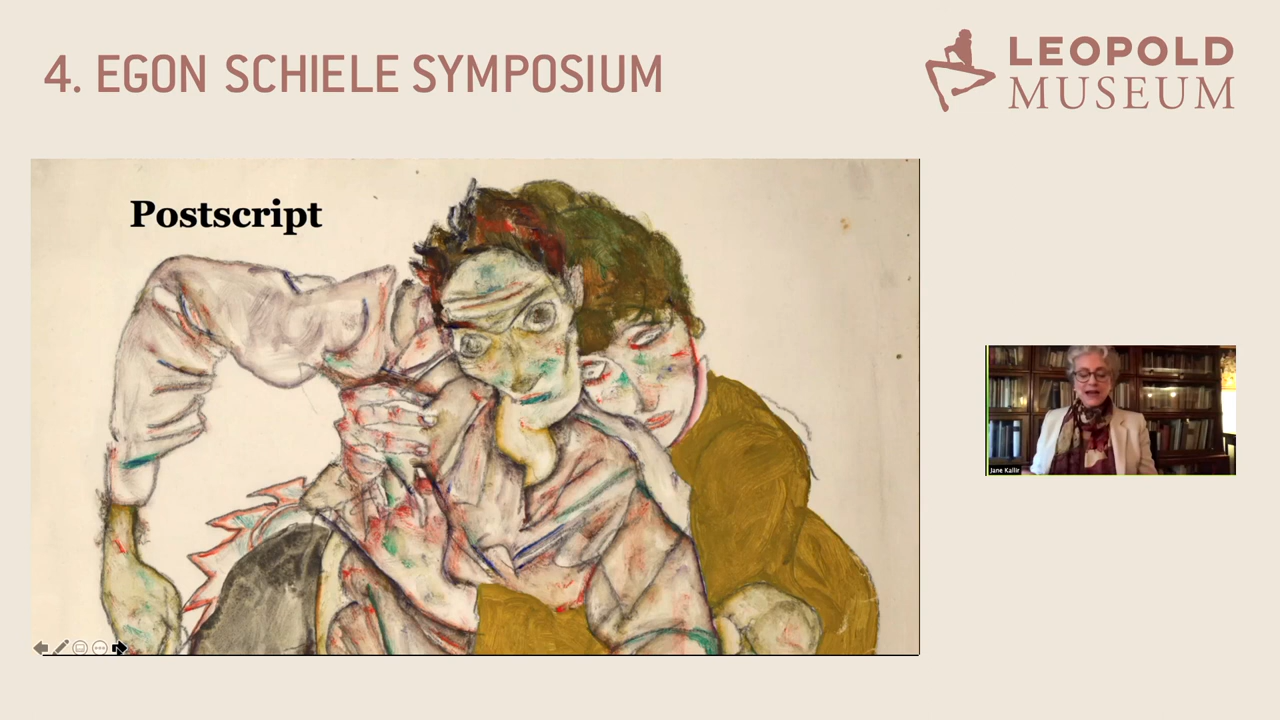 4. EGON SCHIELE SYMPOSIUM
LEOPOLD
MUSEUM
Postscript
Jane Kallir